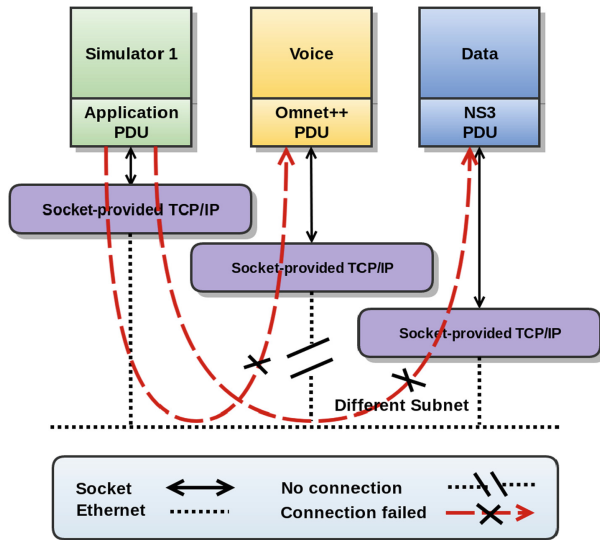 Simulator 1
Voice
Data
Application
PDU
Omnet++
PDU
NS3
PDU
Socket-provided TCP/IP
Socket-provided TCP/IP
Socket-provided TCP/IP
Different Subnet
Socket
No connection
Ethernet
Connection failed